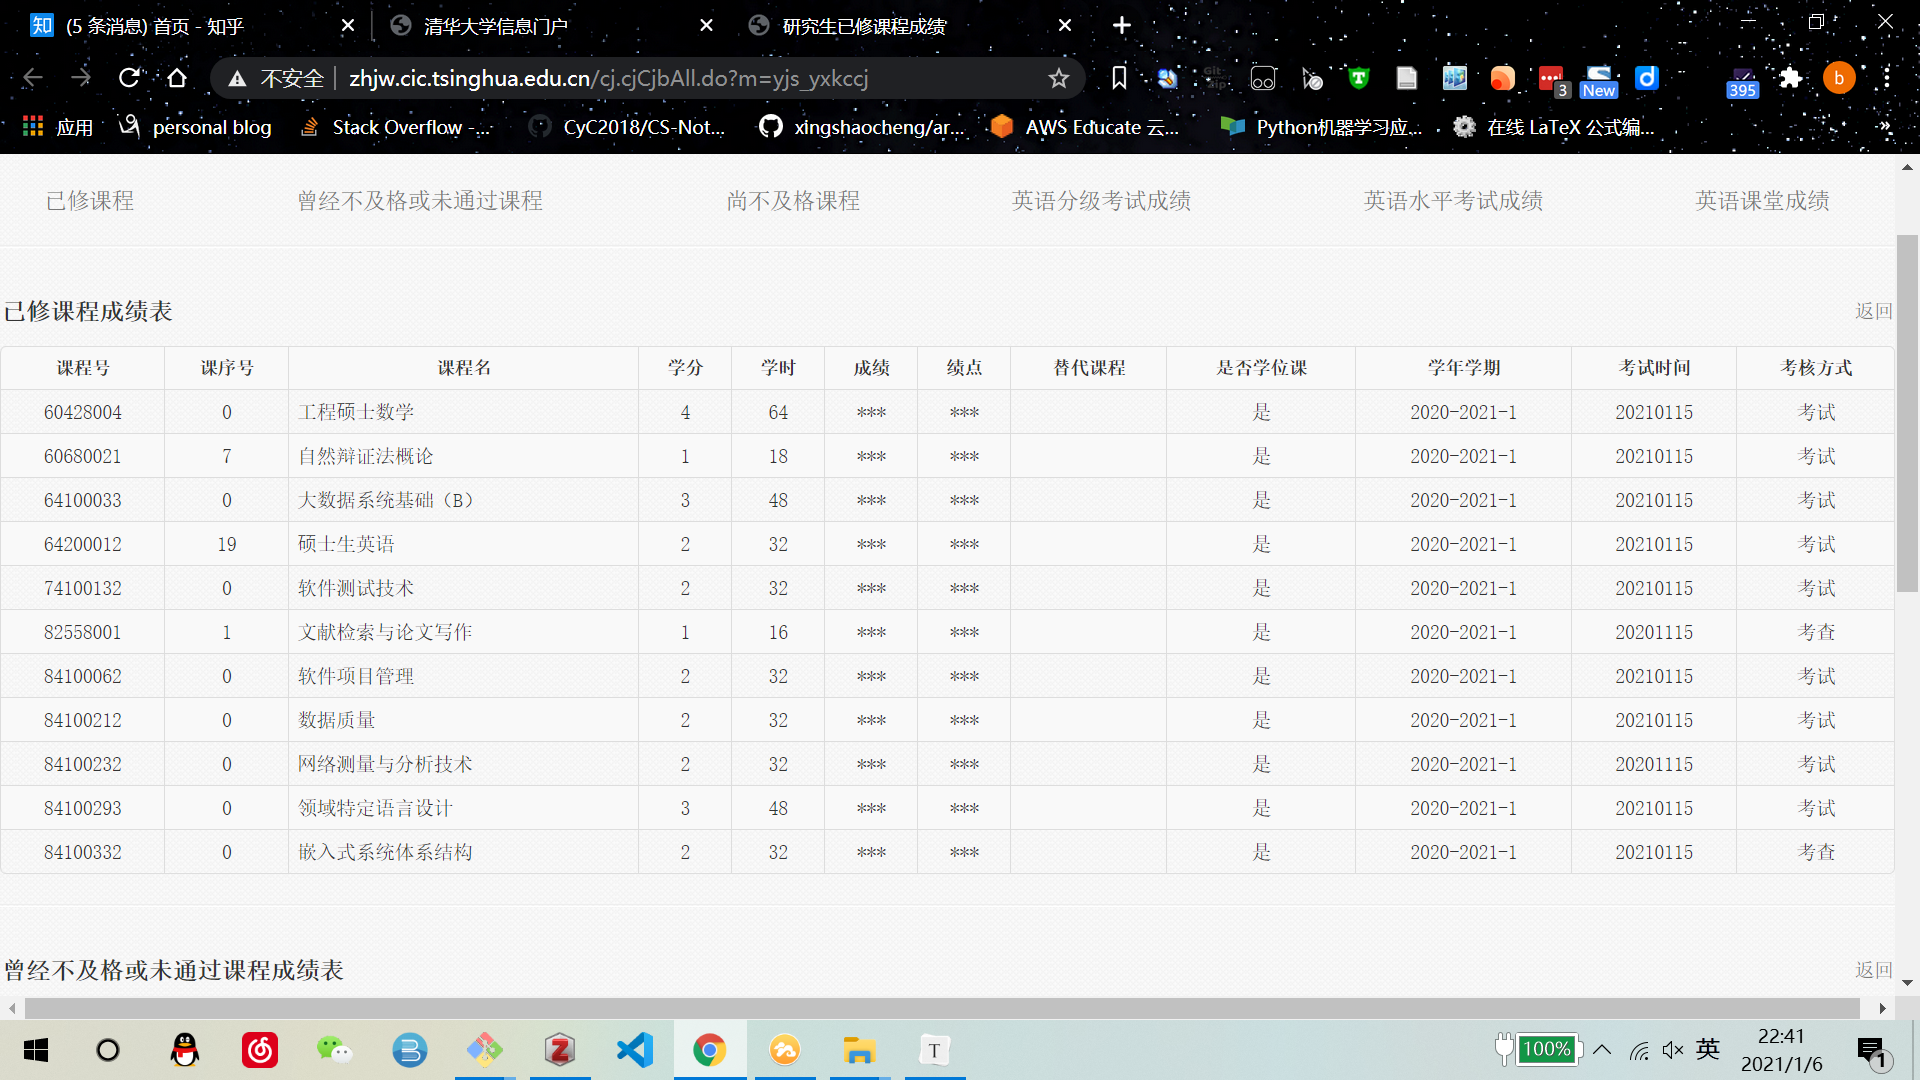 知 (5 条消息) 首页 - 知乎
清华大学信息门户
研究生已修课程成绩
不安全 zhjw.cic.tsinghua.edu.cn/cj.cjCjbAll.do?m=yjs_yxkccj
3 New 395 b
应用 personal blog Stack Overflow -... CyC2018/CS-Not... xingshaocheng/ar... AWS Educate 云... Python机器学习应... 在线 LaTeX 公式编... »
已修课程 曾经不及格或未通过课程 尚不及格课程 英语分级考试成绩 英语水平考试成绩 英语课堂成绩
已修课程成绩表 返回
课程号 课序号 课程名 学分 学时 成绩 绩点 替代课程 是否学位课 学年学期 考试时间 考核方式
60428004 0 工程硕士数学 4 64 *** *** 是 2020-2021-1 20210115 考试
60680021 7 自然辩证法概论 1 18 *** *** 是 2020-2021-1 20210115 考试
64100033 0 大数据系统基础（B） 3 48 *** *** 是 2020-2021-1 20210115 考试
64200012 19 硕士生英语 2 32 *** *** 是 2020-2021-1 20210115 考试
74100132 0 软件测试技术 2 32 *** *** 是 2020-2021-1 20210115 考试
82558001 1 文献检索与论文写作 1 16 *** *** 是 2020-2021-1 20201115 考查
84100062 0 软件项目管理 2 32 *** *** 是 2020-2021-1 20210115 考试
84100212 0 数据质量 2 32 *** *** 是 2020-2021-1 20210115 考试
84100232 0 网络测量与分析技术 2 32 *** *** 是 2020-2021-1 20201115 考试
84100293 0 领域特定语言设计 3 48 *** *** 是 2020-2021-1 20210115 考试
84100332 0 嵌入式系统体系结构 2 32 *** *** 是 2020-2021-1 20210115 考查
曾经不及格或未通过课程成绩表 返回
100% 英 22:41
2021/1/6
1